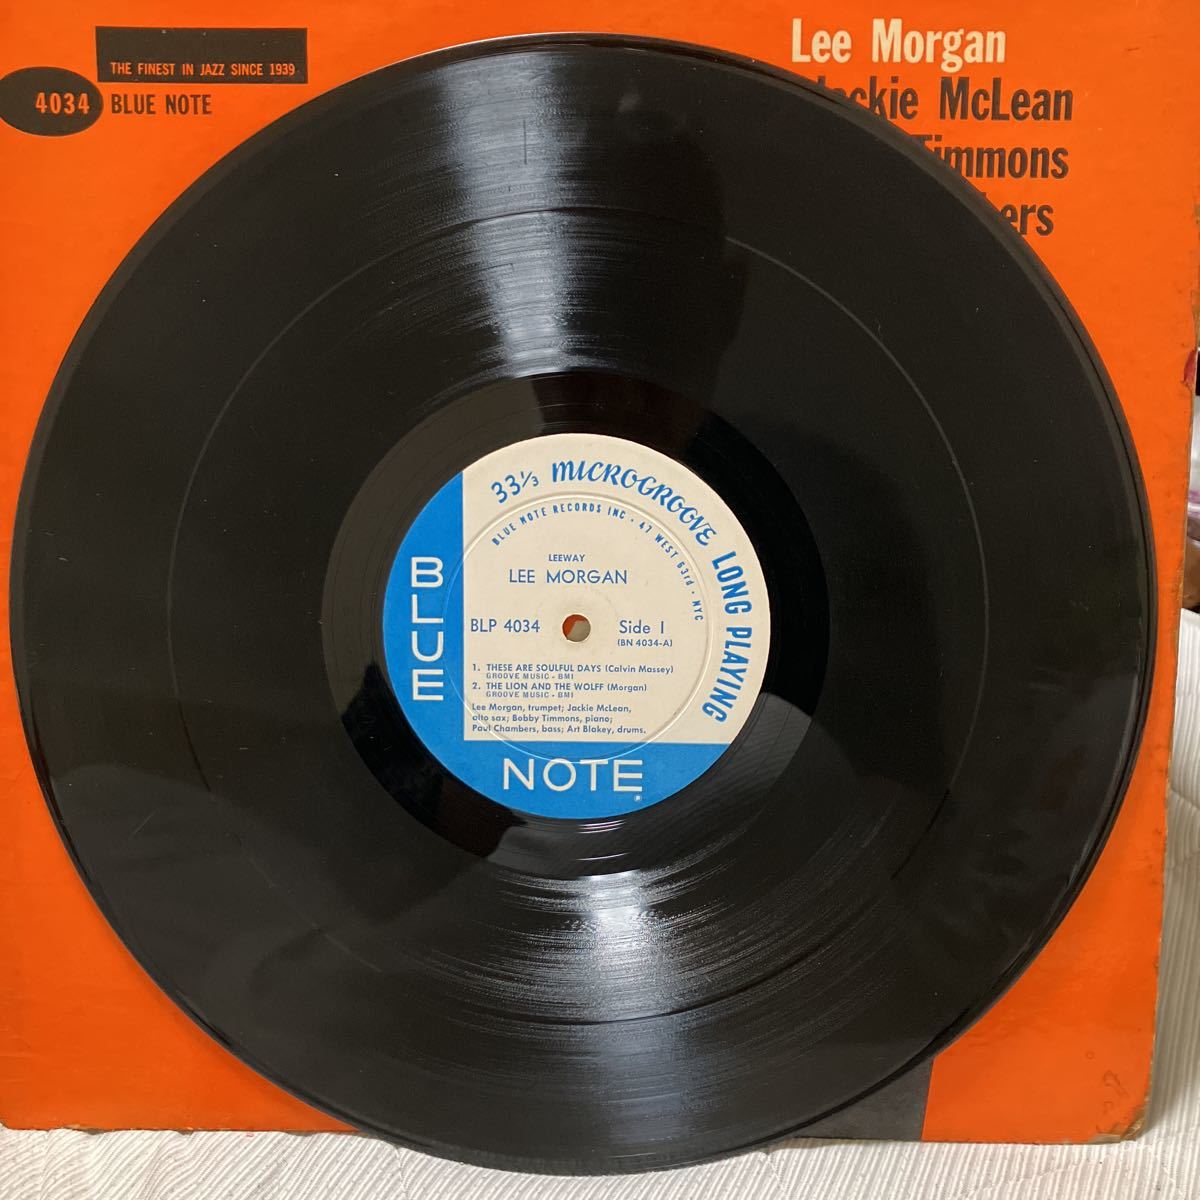 THE FINEST IN JAZZ SINCE 1939
4034 BLUE NOTE
Lee Morgan
ckie McLean
Timmons
ers
33⅓ MICROGROOVE LONG PLAYING
BLUE NOTE RECORDS INC · 47 WEST 63rd · NYC
LEEWAY
LEE MORGAN
BLP 4034 Side 1
(BN 4034-A)
1. THESE ARE SOULFUL DAYS (Calvin Massey)
GROOVE MUSIC - BMI
2. THE LION AND THE WOLFF (Morgan)
GROOVE MUSIC - BMI
Lee Morgan, trumpet; Jackie McLean,
alto sax; Bobby Timmons, piano;
Paul Chambers, bass; Art Blakey, drums.
BLUE
NOTE
®